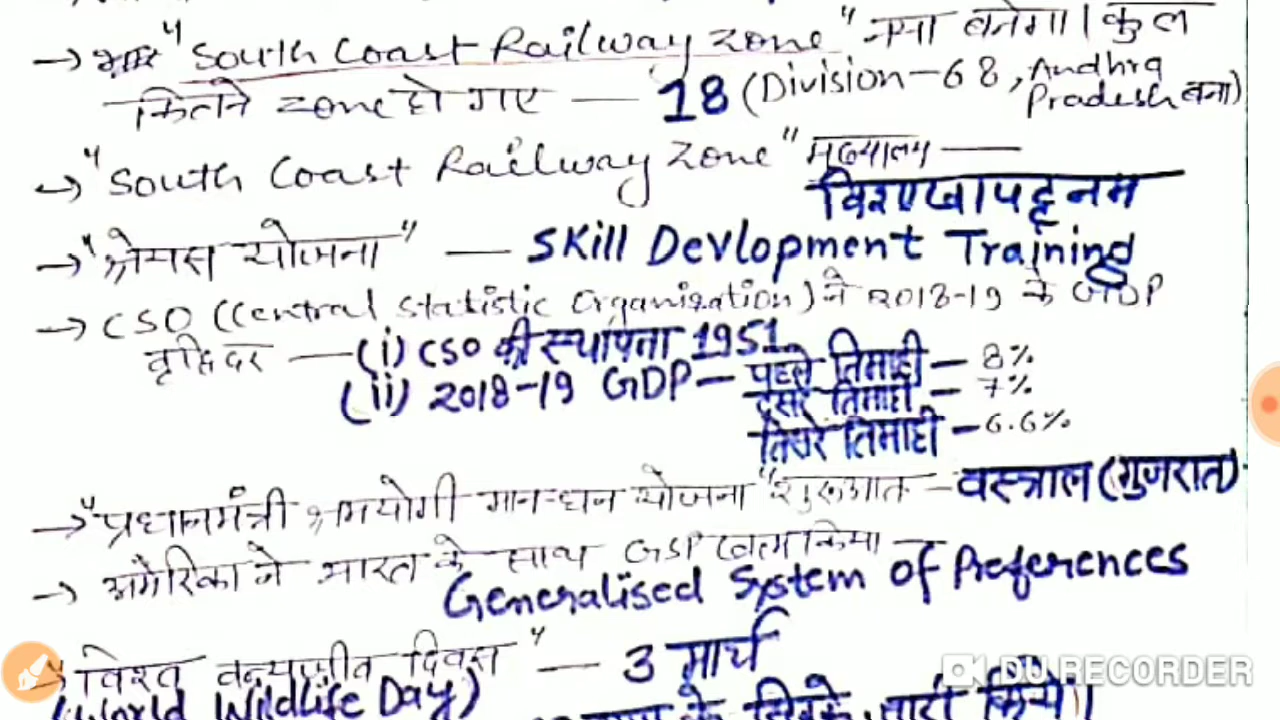 → "South Coast Railway zone" नया बनेगा। कुल
कितने zone हो गए — 18 (Division-68, Andhra Pradesh बना)
→ "South Coast Railway Zone" मुख्यालय —
विशाखापट्टनम
→ "श्रेयस योजना" — Skill Devlopment Training
→ CSO (Central Statistic Organization) ने 2018-19 के GDP
वृद्धि दर — (i) CSO की स्थापना 1951
(ii) 2018-19 GDP — पहले तिमाही — 8%
दूसरे तिमाही — 7%
तिसरे तिमाही — 6.6%
→ "प्रधानमंत्री श्रमयोगी मान-धन योजना" शुरूआत — वस्त्राल (गुजरात)
→ अमेरिका ने भारत के साथ GSP खत्म किया —
Generalised System of Preferences
→ "विश्व वन्यजीव दिवस" — 3 मार्च
(World Wildlife Day)
के सिक्के जारी किये।
DU RECORDER